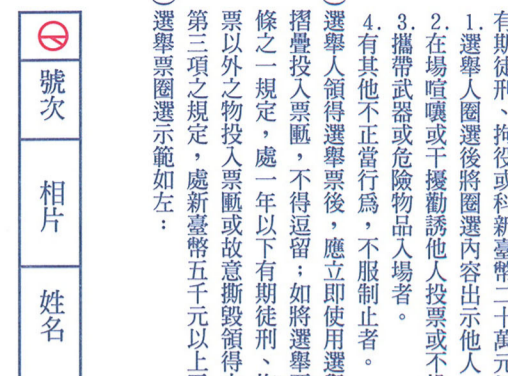 有期徒刑、拘役或科新臺幣二十萬元
1.選舉人圈選後將圈選內容出示他人
2.在場喧嚷或干擾勸誘他人投票或不
3.攜帶武器或危險物品入場者。
4.有其他不正當行為,不服制止者。
選舉人領得選舉票後,應立即使用選
摺疊投入票匭,不得逗留;如將選舉
條之一規定,處一年以下有期徒刑、
票以外之物投入票匭或故意撕毀領得
第三項之規定,處新臺幣五千元以上
選舉票圈選示範如左:
號次
相片
姓名